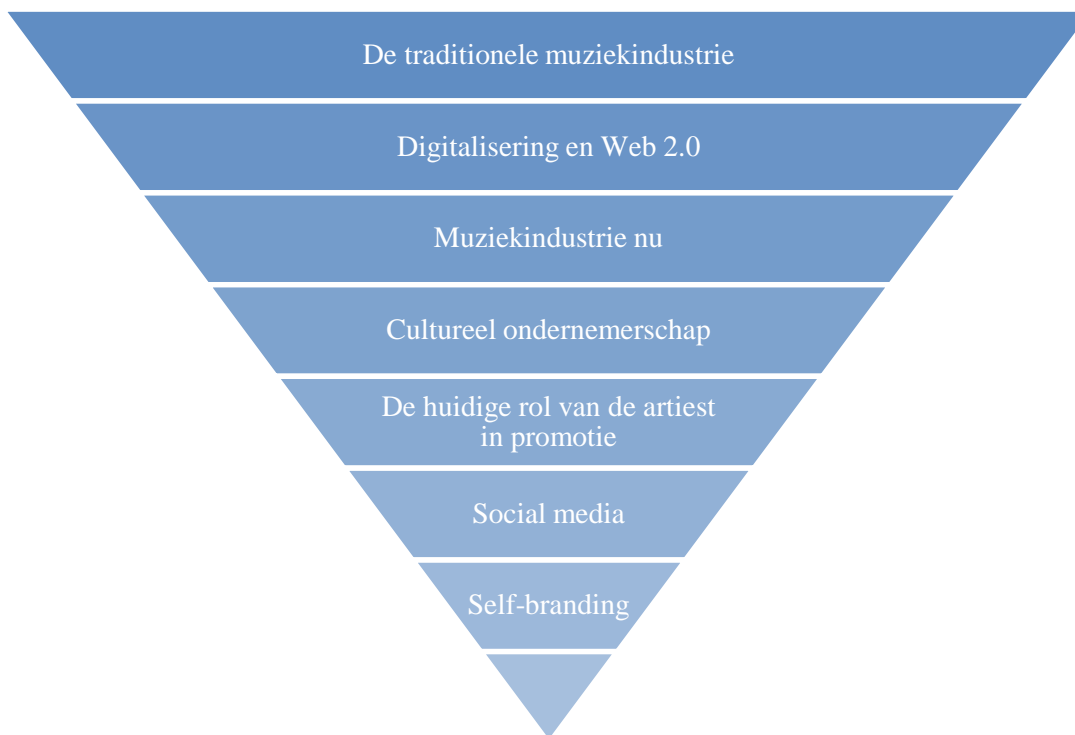 De traditionele muziekindustrie
Digitalisering en Web 2.0
Muziekindustrie nu
Cultureel ondernemerschap
De huidige rol van de artiest
in promotie
Social media
Self-branding